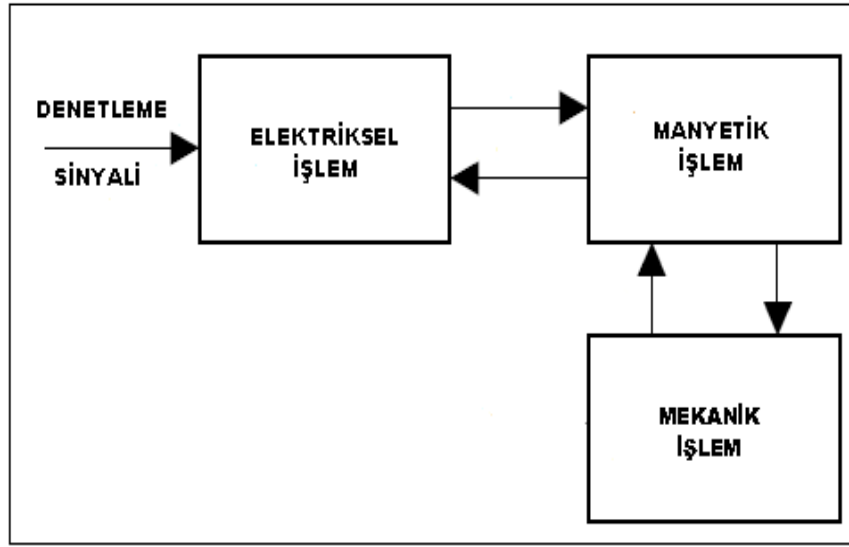 DENETLEME
SİNYALİ
ELEKTRİKSEL
İŞLEM
MANYETİK
İŞLEM
MEKANİK
İŞLEM